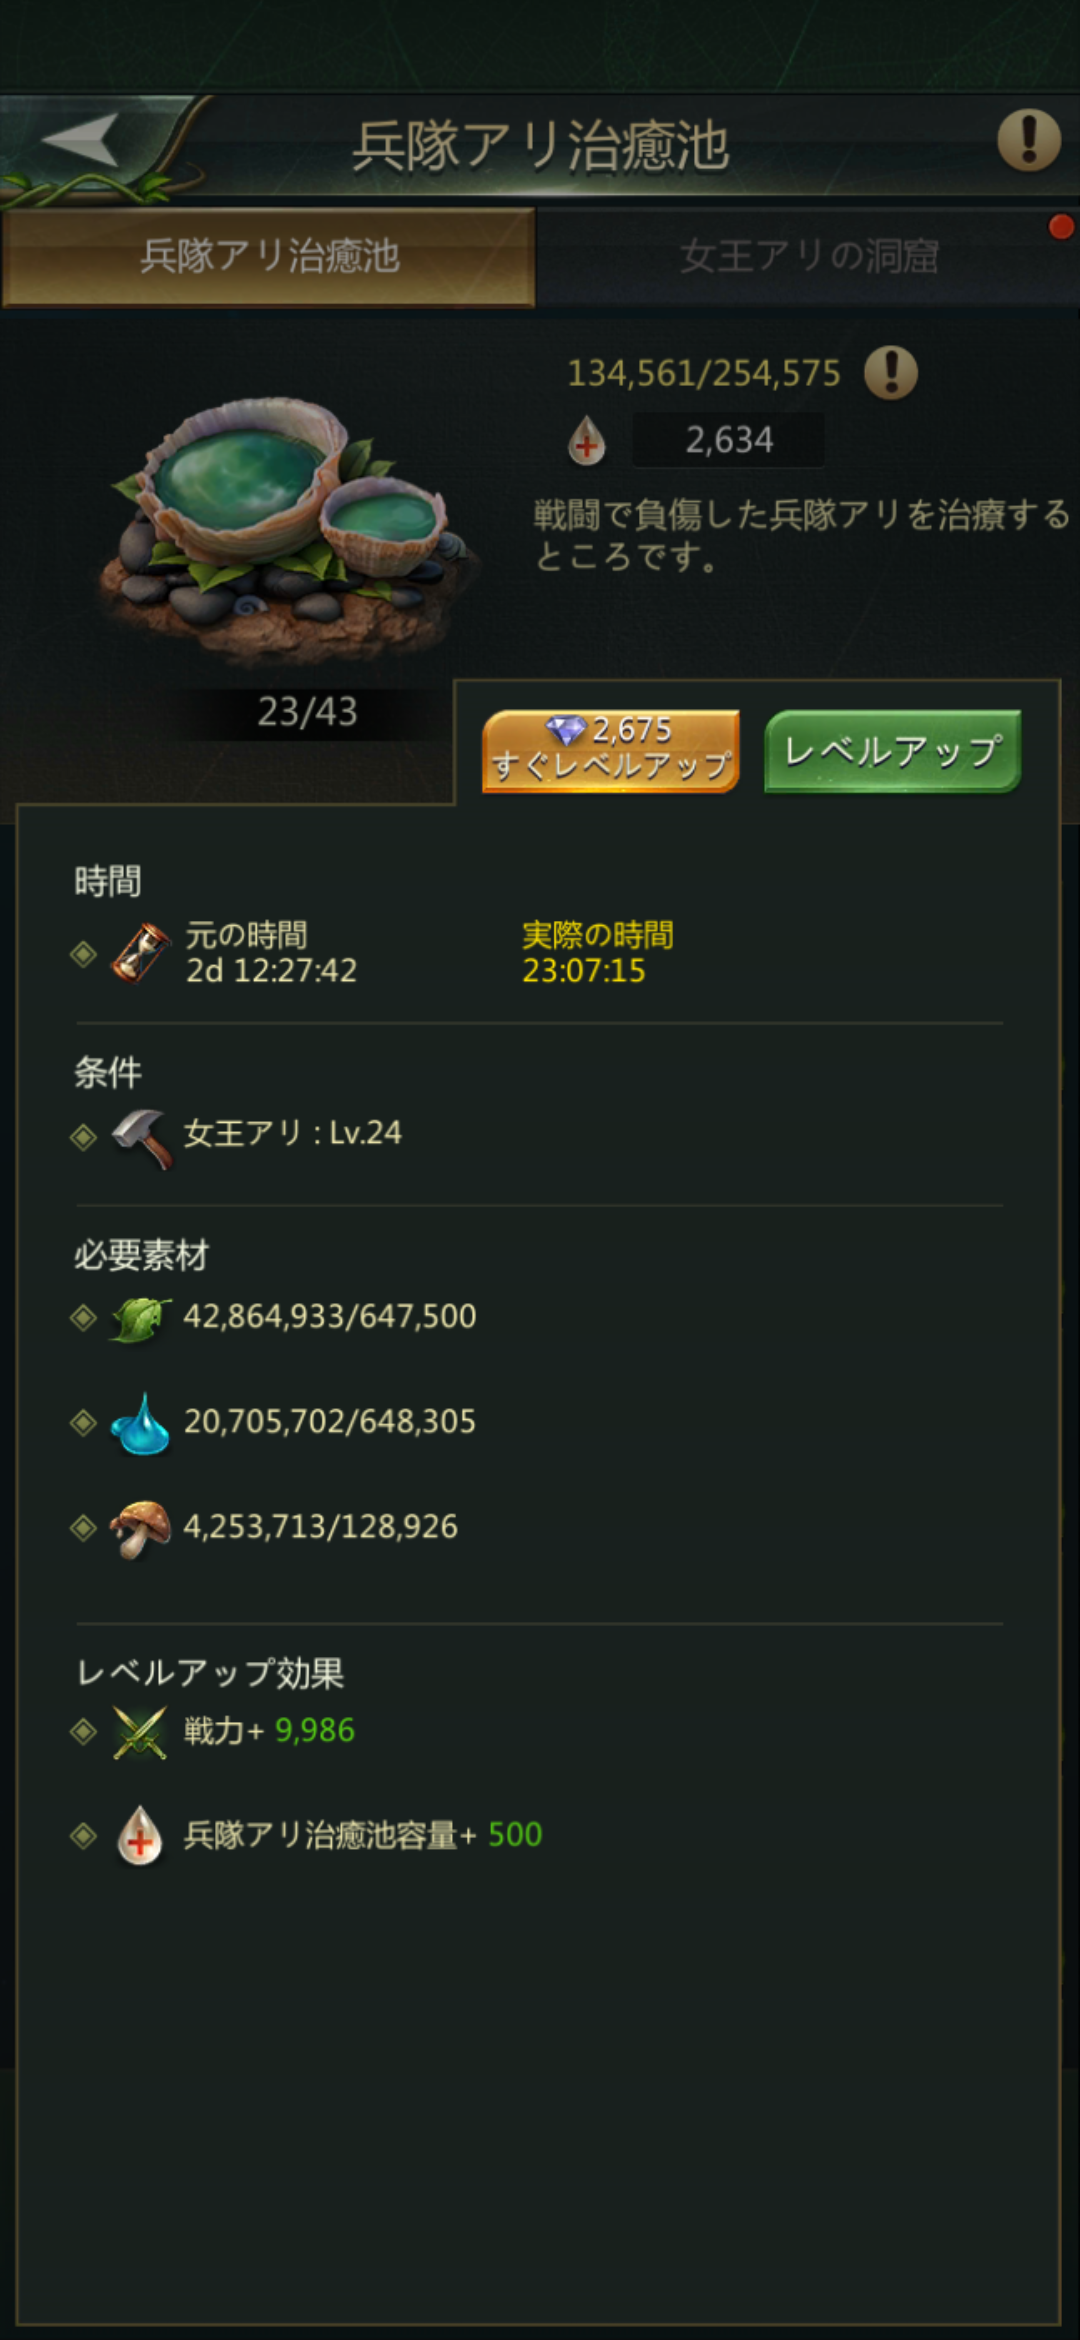 兵隊アリ治癒池
兵隊アリ治癒池
女王アリの洞窟
134,561/254,575
2,634
戦闘で負傷した兵隊アリを治療する
ところです。
23/43
2,675
すぐレベルアップ
レベルアップ
時間
元の時間
実際の時間
2d 12:27:42
23:07:15
条件
女王アリ : Lv.24
必要素材
42,864,933/647,500
20,705,702/648,305
4,253,713/128,926
レベルアップ効果
戦力+ 9,986
兵隊アリ治癒池容量+ 500